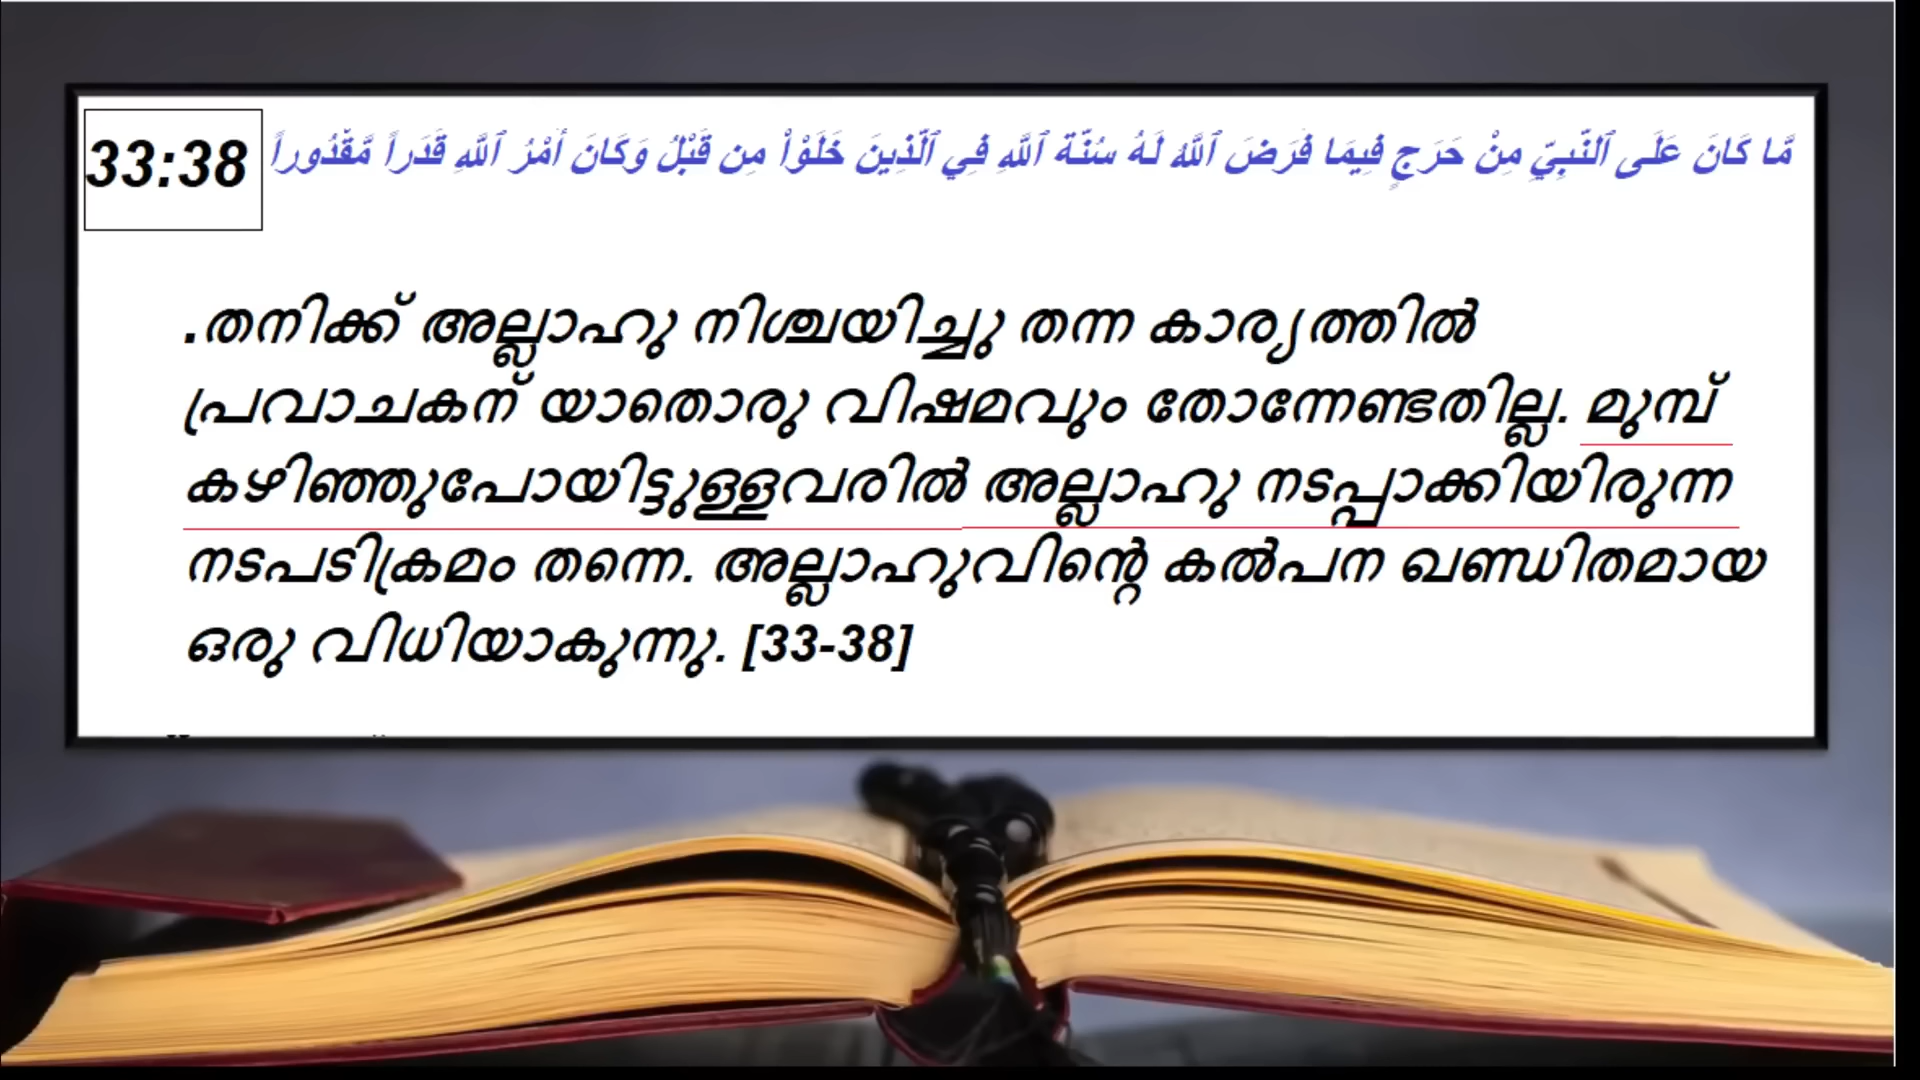 33:38
مَّا كَانَ عَلَى ٱلنَّبِيِّ مِنْ حَرَجٍ فِيمَا فَرَضَ ٱللَّهُ لَهُ سُنَّةَ ٱللَّهِ فِي ٱلَّذِينَ خَلَوْاْ مِن قَبْلُ وَكَانَ أَمْرُ ٱللَّهِ قَدَراً مَّقْدُوراً
.തനിക്ക് അല്ലാഹു നിശ്ചയിച്ചു തന്ന കാര്യത്തിൽ
പ്രവാചകന് യാതൊരു വിഷമവും തോന്നേണ്ടതില്ല. മുമ്പ്
കഴിഞ്ഞുപോയിട്ടുള്ളവരിൽ അല്ലാഹു നടപ്പാക്കിയിരുന്ന
നടപടിക്രമം തന്നെ. അല്ലാഹുവിന്റെ കൽപന ഖണ്ഡിതമായ
ഒരു വിധിയാകുന്നു. [33-38]